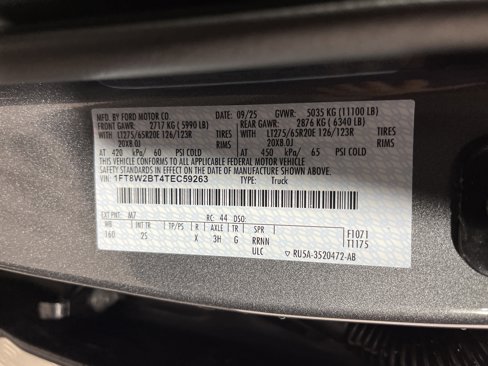 MFD. BY FORD MOTOR CO. DATE: 09/25 GVWR: 5035 KG (11100 LB)
FRONT GAWR: 2717 KG (5990 LB) REAR GAWR: 2876 KG (6340 LB)
WITH LT275/65R20E 126/123R TIRES LT275/65R20E 126/123R TIRES
20X8.0J RIMS 20X8.0J RIMS
AT 420 kPa/ 60 PSI COLD AT 450 kPa/ 65 PSI COLD
THIS VEHICLE CONFORMS TO ALL APPLICABLE FEDERAL MOTOR VEHICLE
SAFETY STANDARDS IN EFFECT ON THE DATE OF MANUFACTURE SHOWN ABOVE.
VIN: 1FT8W2BT4TEC59263 TYPE: Truck
EXT PNT: M7 RC: 44 DSO:
WB INT TR TP/PS R AXLE TR SPR F1071
160 25 X 3H G RRNN T1175
ULC RU5A-3520472-AB